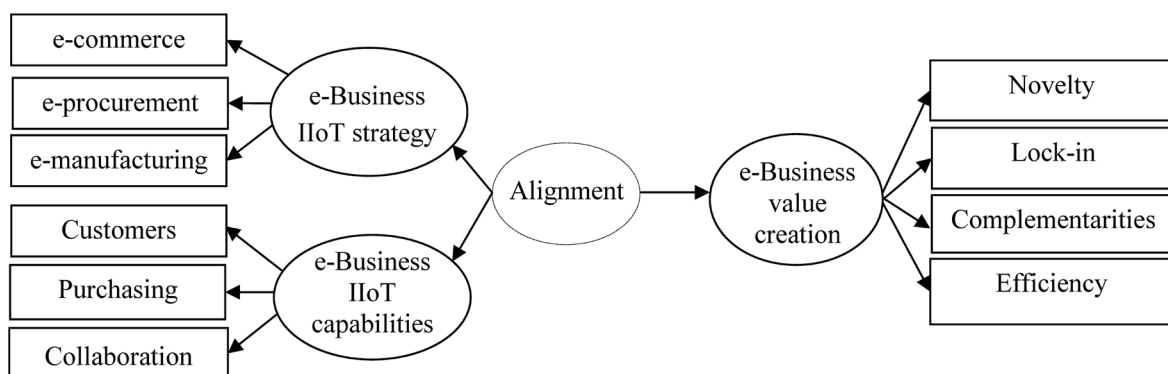 e-commerce
e-procurement
e-manufacturing
e-Business
IIoT strategy
Customers
Purchasing
Collaboration
e-Business
IIoT
capabilities
Alignment
e-Business
value
creation
Novelty
Lock-in
Complementarities
Efficiency